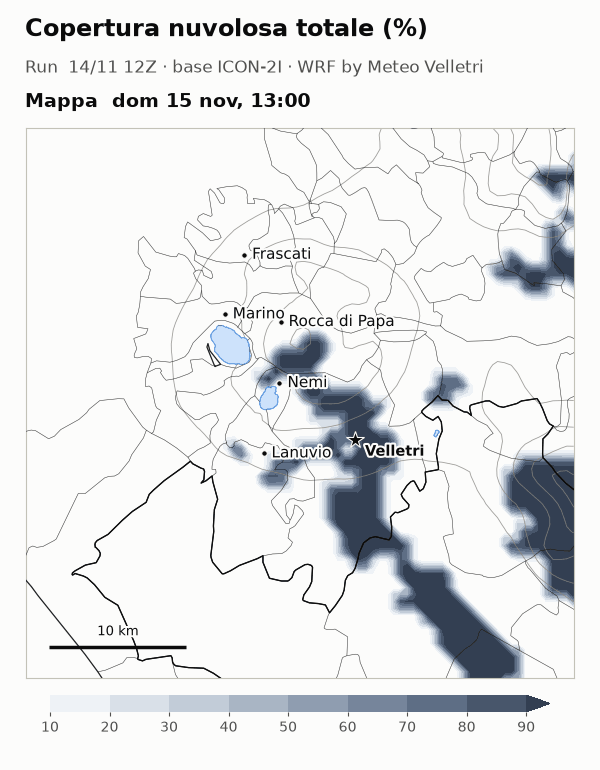 Copertura nuvolosa totale (%)
Run 14/11 12Z · base ICON-2I · WRF by Meteo Velletri
Mappa dom 15 nov, 13:00
Frascati
Marino
Rocca di Papa
Nemi
Velletri
Lanuvio
10 km
10 20 30 40 50 60 70 80 90